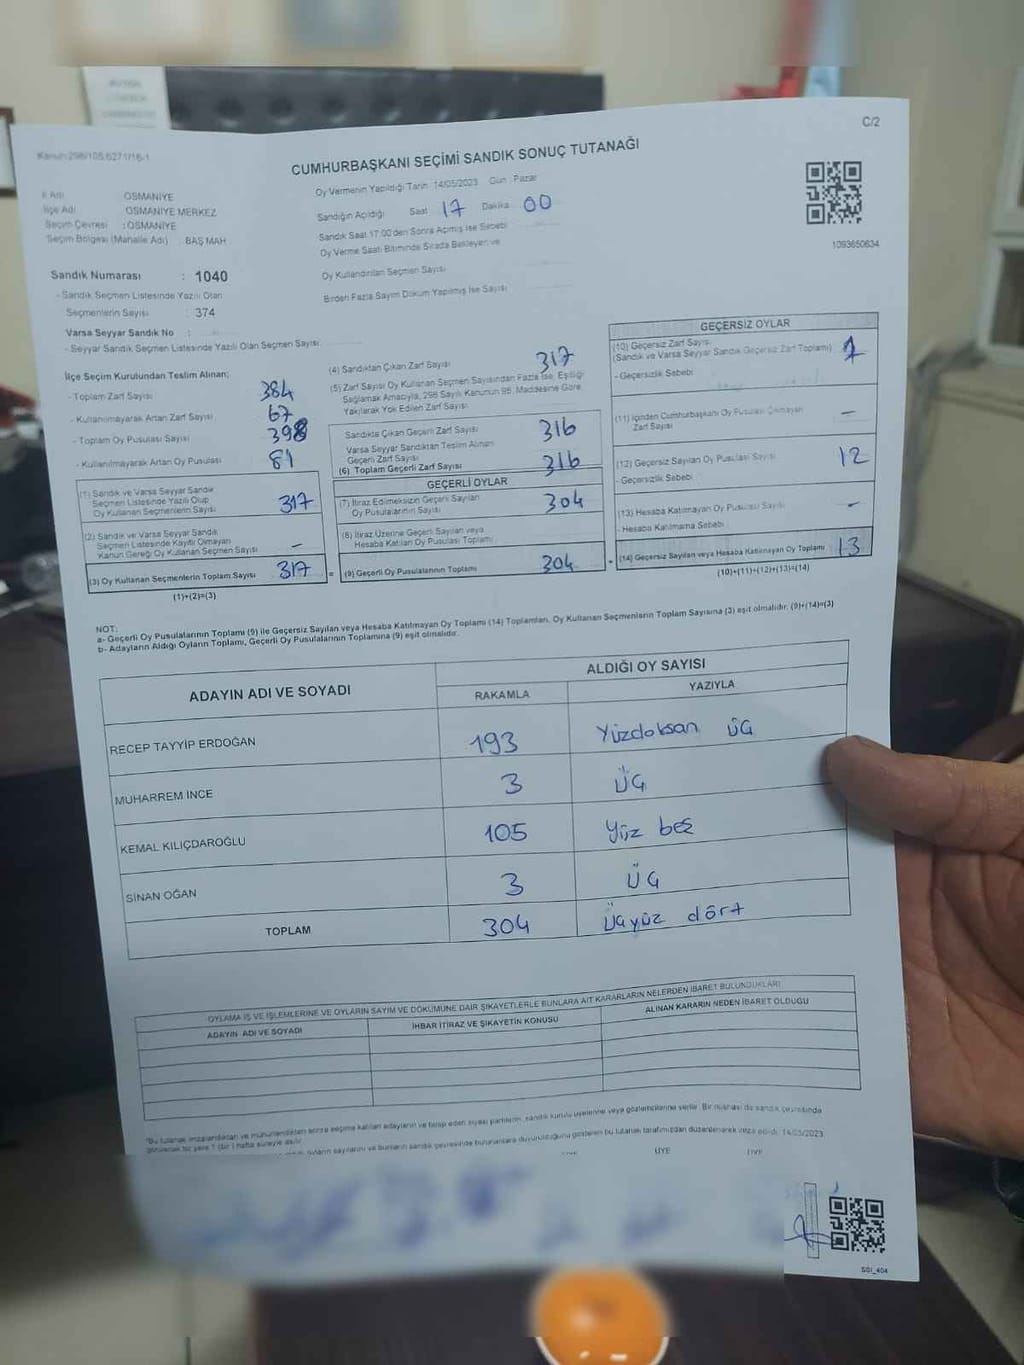 C/2
Kanun:298/105,6271/16-1
CUMHURBAŞKANI SEÇİMİ SANDIK SONUÇ TUTANAĞI
İl Adı OSMANİYE
İlçe Adı OSMANİYE MERKEZ
Seçim Çevresi : OSMANİYE
Seçim Bölgesi (Mahalle Adı) : BAŞ MAH
Oy Vermenin Yapıldığı Tarih 14/05/2023 Gün : Pazar
Sandığın Açıldığı Saat 17 Dakika 00
Sandık Saat 17:00'den Sonra Açılmış İse Sebebi
Oy Verme Saati Bitiminde Sırada Bekleyen ve
Oy Kullandırılan Seçmen Sayısı
Birden Fazla Sayım Döküm Yapılmış İse Sayısı
1093650634
Sandık Numarası : 1040
- Sandık Seçmen Listesinde Yazılı Olan
Seçmenlerin Sayısı : 374
Varsa Seyyar Sandık No :
- Seyyar Sandık Seçmen Listesinde Yazılı Olan Seçmen Sayısı:
İlçe Seçim Kurulundan Teslim Alınan;
- Toplam Zarf Sayısı 384
- Kullanılmayarak Artan Zarf Sayısı 67
- Toplam Oy Pusulası Sayısı 398
- Kullanılmayarak Artan Oy Pusulası 81
(1) Sandık ve Varsa Seyyar Sandık
Seçmen Listesinde Yazılı Olup
Oy Kullanan Seçmenlerin Sayısı 317
(2) Sandık ve Varsa Seyyar Sandık
Seçmen Listesinde Kayıtlı Olmayan
Kanun Gereği Oy Kullanan Seçmen Sayısı -
(3) Oy Kullanan Seçmenlerin Toplam Sayısı 317
(1)+(2)=(3)
(4) Sandıktan Çıkan Zarf Sayısı 317
(5) Zarf Sayısı Oy Kullanan Seçmen Sayısından Fazla İse, Eşitliği
Sağlamak Amacıyla, 298 Sayılı Kanunun 98. Maddesine Göre
Yakılarak Yok Edilen Zarf Sayısı
Sandıkta Çıkan Geçerli Zarf Sayısı 316
Varsa Seyyar Sandıktan Teslim Alınan
Geçerli Zarf Sayısı
(6) Toplam Geçerli Zarf Sayısı 316
GEÇERLİ OYLAR
(7) İtiraz Edilmeksizin Geçerli Sayılan
Oy Pusulalarının Sayısı 304
(8) İtiraz Üzerine Geçerli Sayılan veya
Hesaba Katılan Oy Pusulası Toplamı
= (9) Geçerli Oy Pusulalarının Toplamı 304
GEÇERSİZ OYLAR
(10) Geçersiz Zarf Sayısı
(Sandık ve Varsa Seyyar Sandık Geçersiz Zarf Toplamı) 1
- Geçersizlik Sebebi
(11) İçinden Cumhurbaşkanı Oy Pusulası Çıkmayan
Zarf Sayısı -
(12) Geçersiz Sayılan Oy Pusulası Sayısı 12
- Geçersizlik Sebebi
(13) Hesaba Katılmayan Oy Pusulası Sayısı -
- Hesaba Katılmama Sebebi
(14) Geçersiz Sayılan veya Hesaba Katılmayan Oy Toplamı 13
(10)+(11)+(12)+(13)=(14)
NOT:
a- Geçerli Oy Pusulalarının Toplamı (9) ile Geçersiz Sayılan veya Hesaba Katılmayan Oy Toplamı (14) Toplamları, Oy Kullanan Seçmenlerin Toplam Sayısına (3) eşit olmalıdır. (9)+(14)=(3)
b- Adayların Aldığı Oyların Toplamı, Geçerli Oy Pusulalarının Toplamına (9) eşit olmalıdır.
ADAYIN ADI VE SOYADI
ALDIĞI OY SAYISI
RAKAMLA YAZIYLA
RECEP TAYYİP ERDOĞAN 193 Yüzdoksan üç
MUHARREM İNCE 3 üç
KEMAL KILIÇDAROĞLU 105 Yüz beş
SİNAN OĞAN 3 üç
TOPLAM 304 üçyüz dört
OYLAMA İŞ VE İŞLEMLERİNE VE OYLARIN SAYIM VE DÖKÜMÜNE DAİR ŞİKAYETLERLE BUNLARA AİT KARARLARIN NELERDEN İBARET BULUNDUKLARI
ADAYIN ADI VE SOYADI İHBAR İTİRAZ VE ŞİKAYETİN KONUSU ALINAN KARARIN NEDEN İBARET OLDUĞU
"Bu tutanak imzalandıktan ve mühürlendikten sonra seçime katılan adayların ve talep eden siyasi partilerin, sandık kurulu üyelerine veya gözlemcilerine verilir. Bir nüshası da sandık çevresinde
görülecek bir yere 1 (bir) hafta süreyle asılır.
oyların sayılarını ve bunların sandık çevresinde bulunanlara duyurulduğunu gösteren bu tutanak tarafımızdan düzenlenerek imza edildi. 14/05/2023
ÜYE
SSI_404